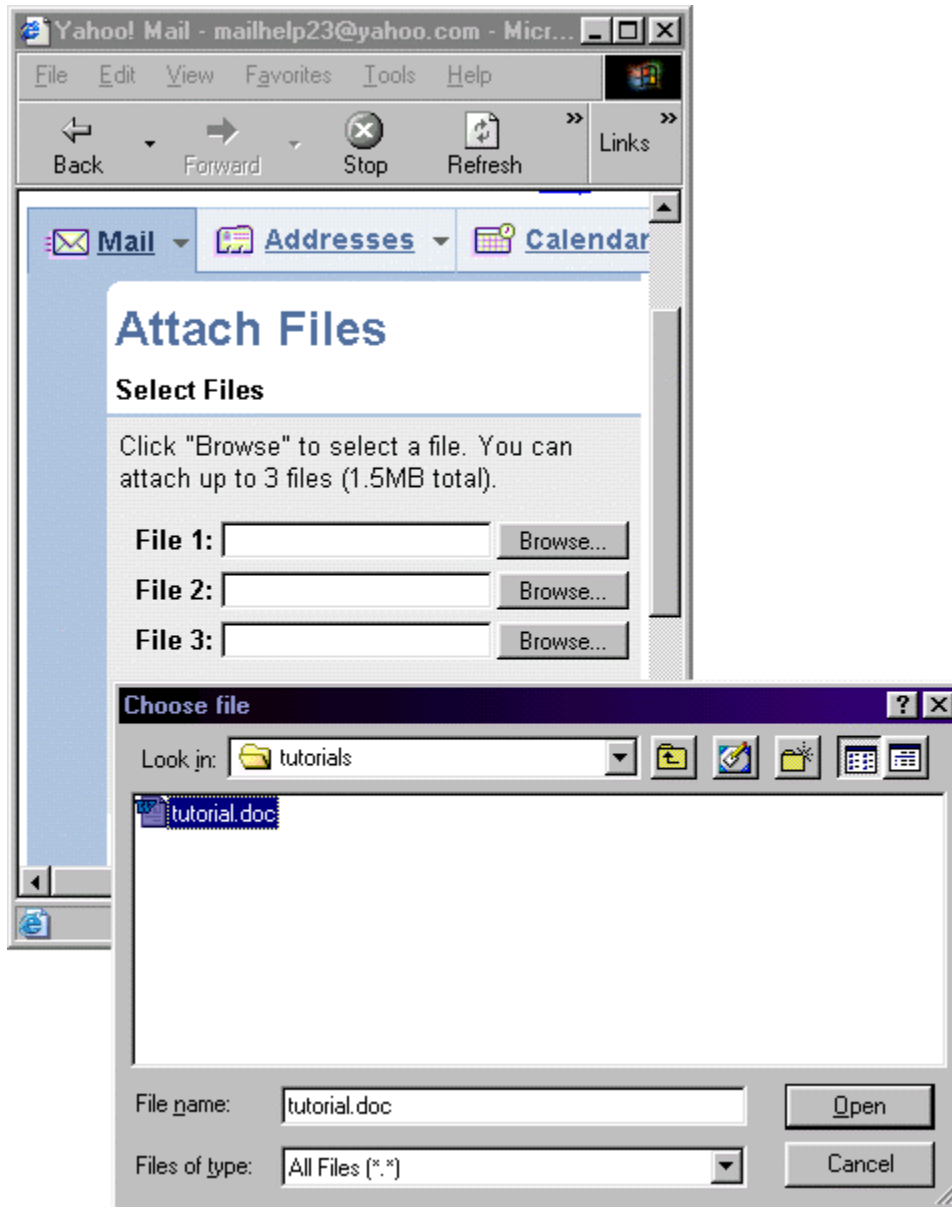 Yahoo! Mail - mailhelp23@yahoo.com - Micr...
File Edit View Favorites Tools Help
Back Forward Stop Refresh » Links »
Mail Addresses Calendar
Attach Files
Select Files
Click "Browse" to select a file. You can
attach up to 3 files (1.5MB total).
File 1: Browse...
File 2: Browse...
File 3: Browse...
Choose file
Look in: tutorials
tutorial.doc
File name: tutorial.doc Open
Files of type: All Files (*.*) Cancel